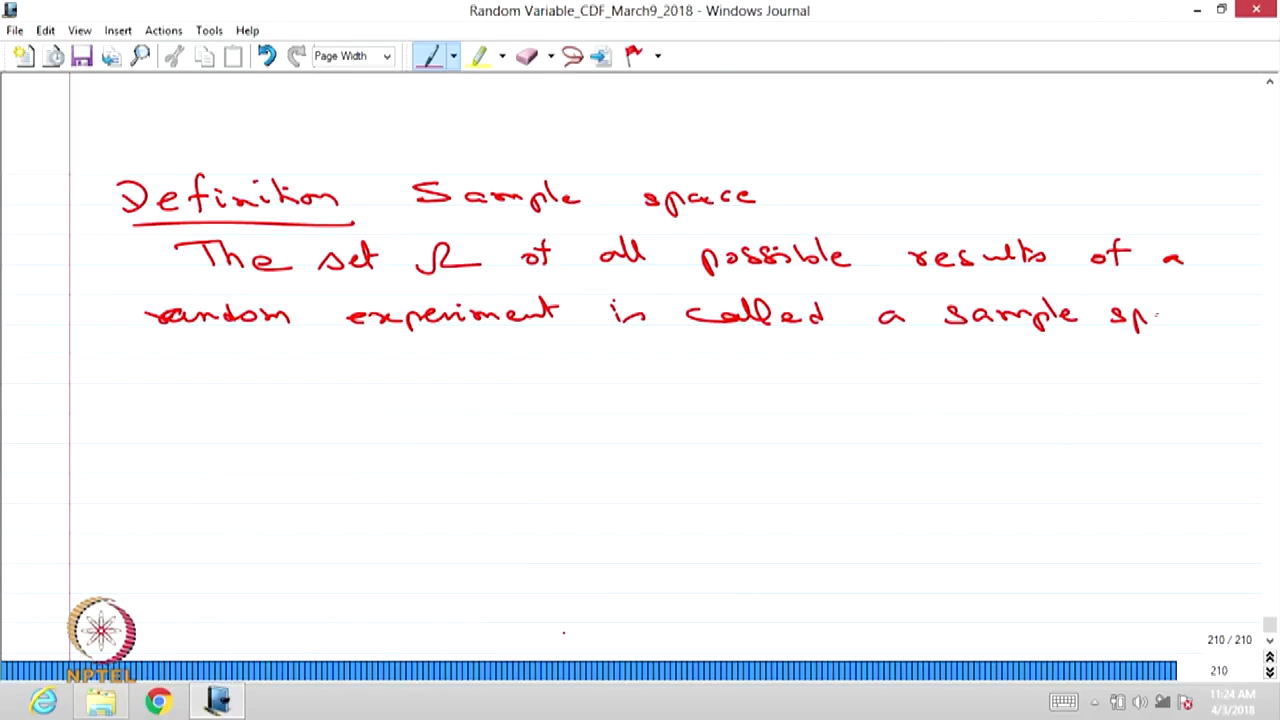 Random Variable_CDF_March9_2018 - Windows Journal
File Edit View Insert Actions Tools Help
Page Width
Definition Sample space
The set Ω of all possible results of a
random experiment is called a sample sp
210 / 210
210
NPTEL
11:24 AM
4/3/2018